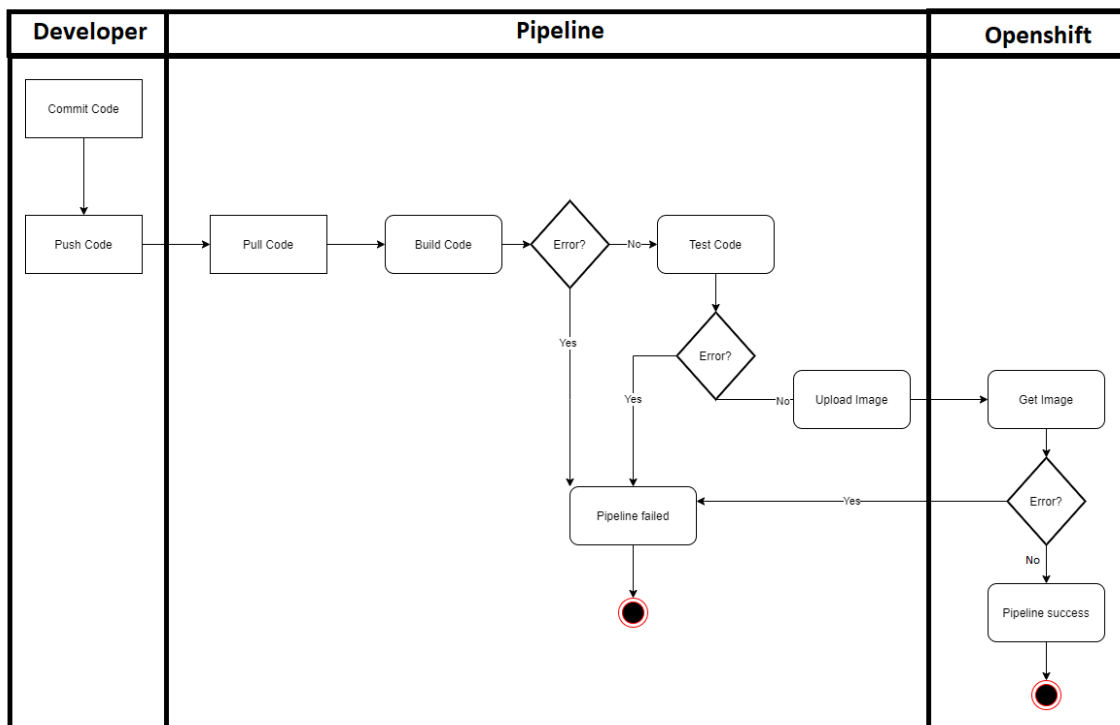 Developer
Pipeline
Openshift
Commit Code
Push Code
Pull Code
Build Code
Error?
No
Test Code
Yes
Error?
Yes
No
Upload Image
Get Image
Pipeline failed
Yes
Error?
No
Pipeline success